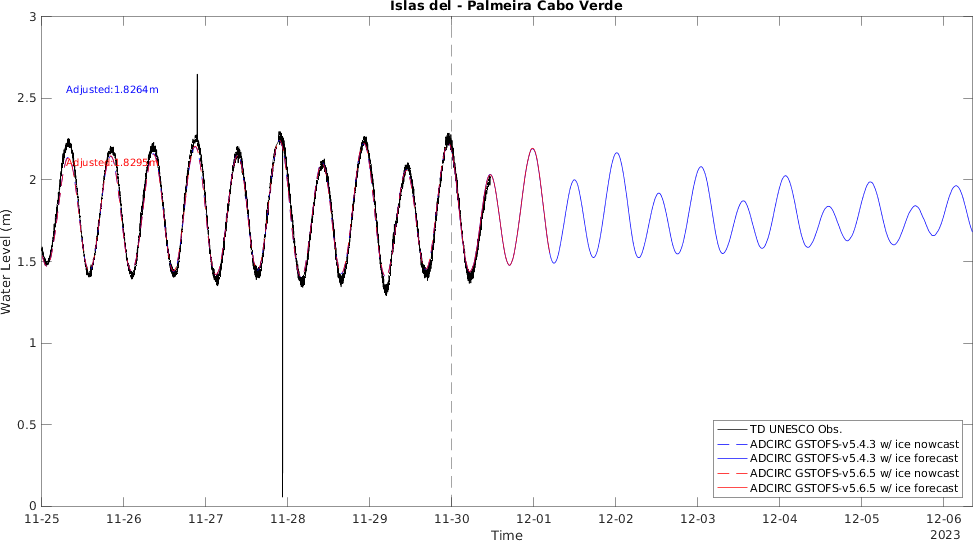 Islas del - Palmeira Cabo Verde
3
2.5
2
1.5
1
0.5
0
Water Level (m)
Adjusted:1.8264m
Adjusted:1.8295m
TD UNESCO Obs.
ADCIRC GSTOFS-v5.4.3 w/ ice nowcast
ADCIRC GSTOFS-v5.4.3 w/ ice forecast
ADCIRC GSTOFS-v5.6.5 w/ ice nowcast
ADCIRC GSTOFS-v5.6.5 w/ ice forecast
11-25 11-26 11-27 11-28 11-29 11-30 12-01 12-02 12-03 12-04 12-05 12-06
2023
Time